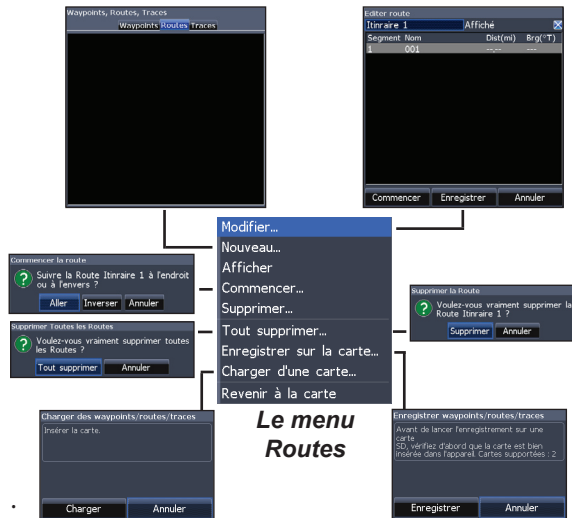 Waypoints, Routes, Traces
Waypoints Routes Traces
Editer route
Itinraire 1 Affiché
Segment Nom Dist(mi) Brg(°T)
1 001 --.-- ---
Commencer Enregistrer Annuler
Modifier...
Nouveau...
Afficher
Commencer...
Supprimer...
Tout supprimer...
Enregistrer sur la carte...
Charger d'une carte...
Revenir à la carte
Commencer la route
Suivre la Route Itinraire 1 à l'endroit
ou à l'envers ?
Aller Inverser Annuler
Supprimer la Route
Voulez-vous vraiment supprimer la
Route Itinraire 1 ?
Supprimer Annuler
Supprimer Toutes les Routes
Voulez-vous vraiment supprimer toutes
les Routes ?
Tout supprimer Annuler
Le menu
Routes
Charger des waypoints/routes/traces
Insérer la carte.
Charger Annuler
Enregistrer waypoints/routes/traces
Avant de lancer l'enregistrement sur une
carte
SD, vérifiez d'abord que la carte est bien
insérée dans l'appareil. Cartes supportées : 2
Enregistrer Annuler
.